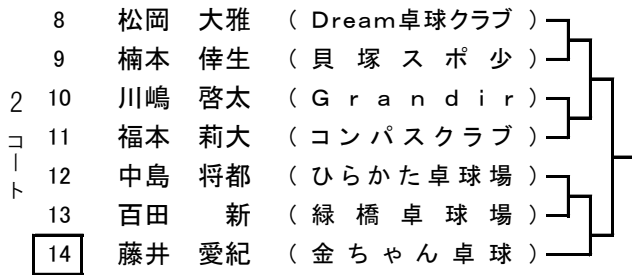 8 松岡 大雅 ( Dream卓球クラブ )
9 楠本 倖生 ( 貝塚スポ少 )
2コート
10 川嶋 啓太 ( Grandir )
11 福本 莉大 ( コンパスクラブ )
12 中島 将都 ( ひらかた卓球場 )
13 百田 新 ( 緑橋卓球場 )
14 藤井 愛紀 ( 金ちゃん卓球 )